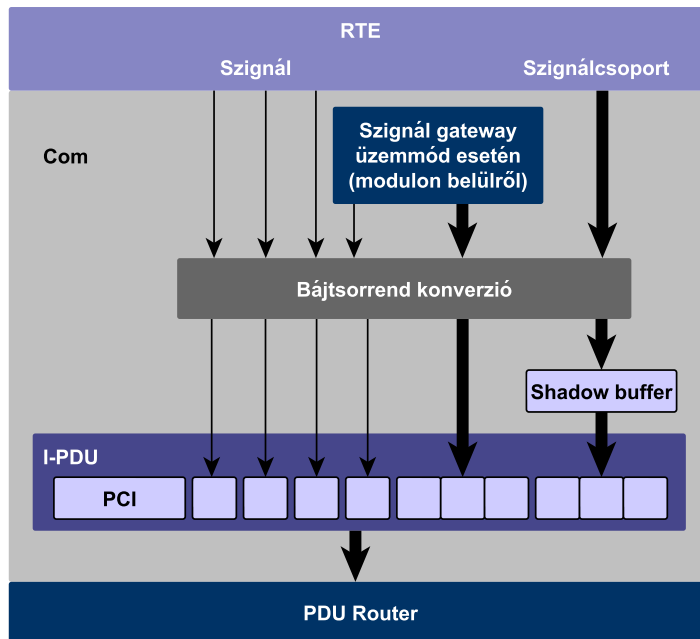 RTE
Szignál
Szignálcsoport
Szignál gateway
üzemmód esetén
(modulon belülről)
Com
Bájtsorrend konverzió
Shadow buffer
I-PDU
PCI
PDU Router